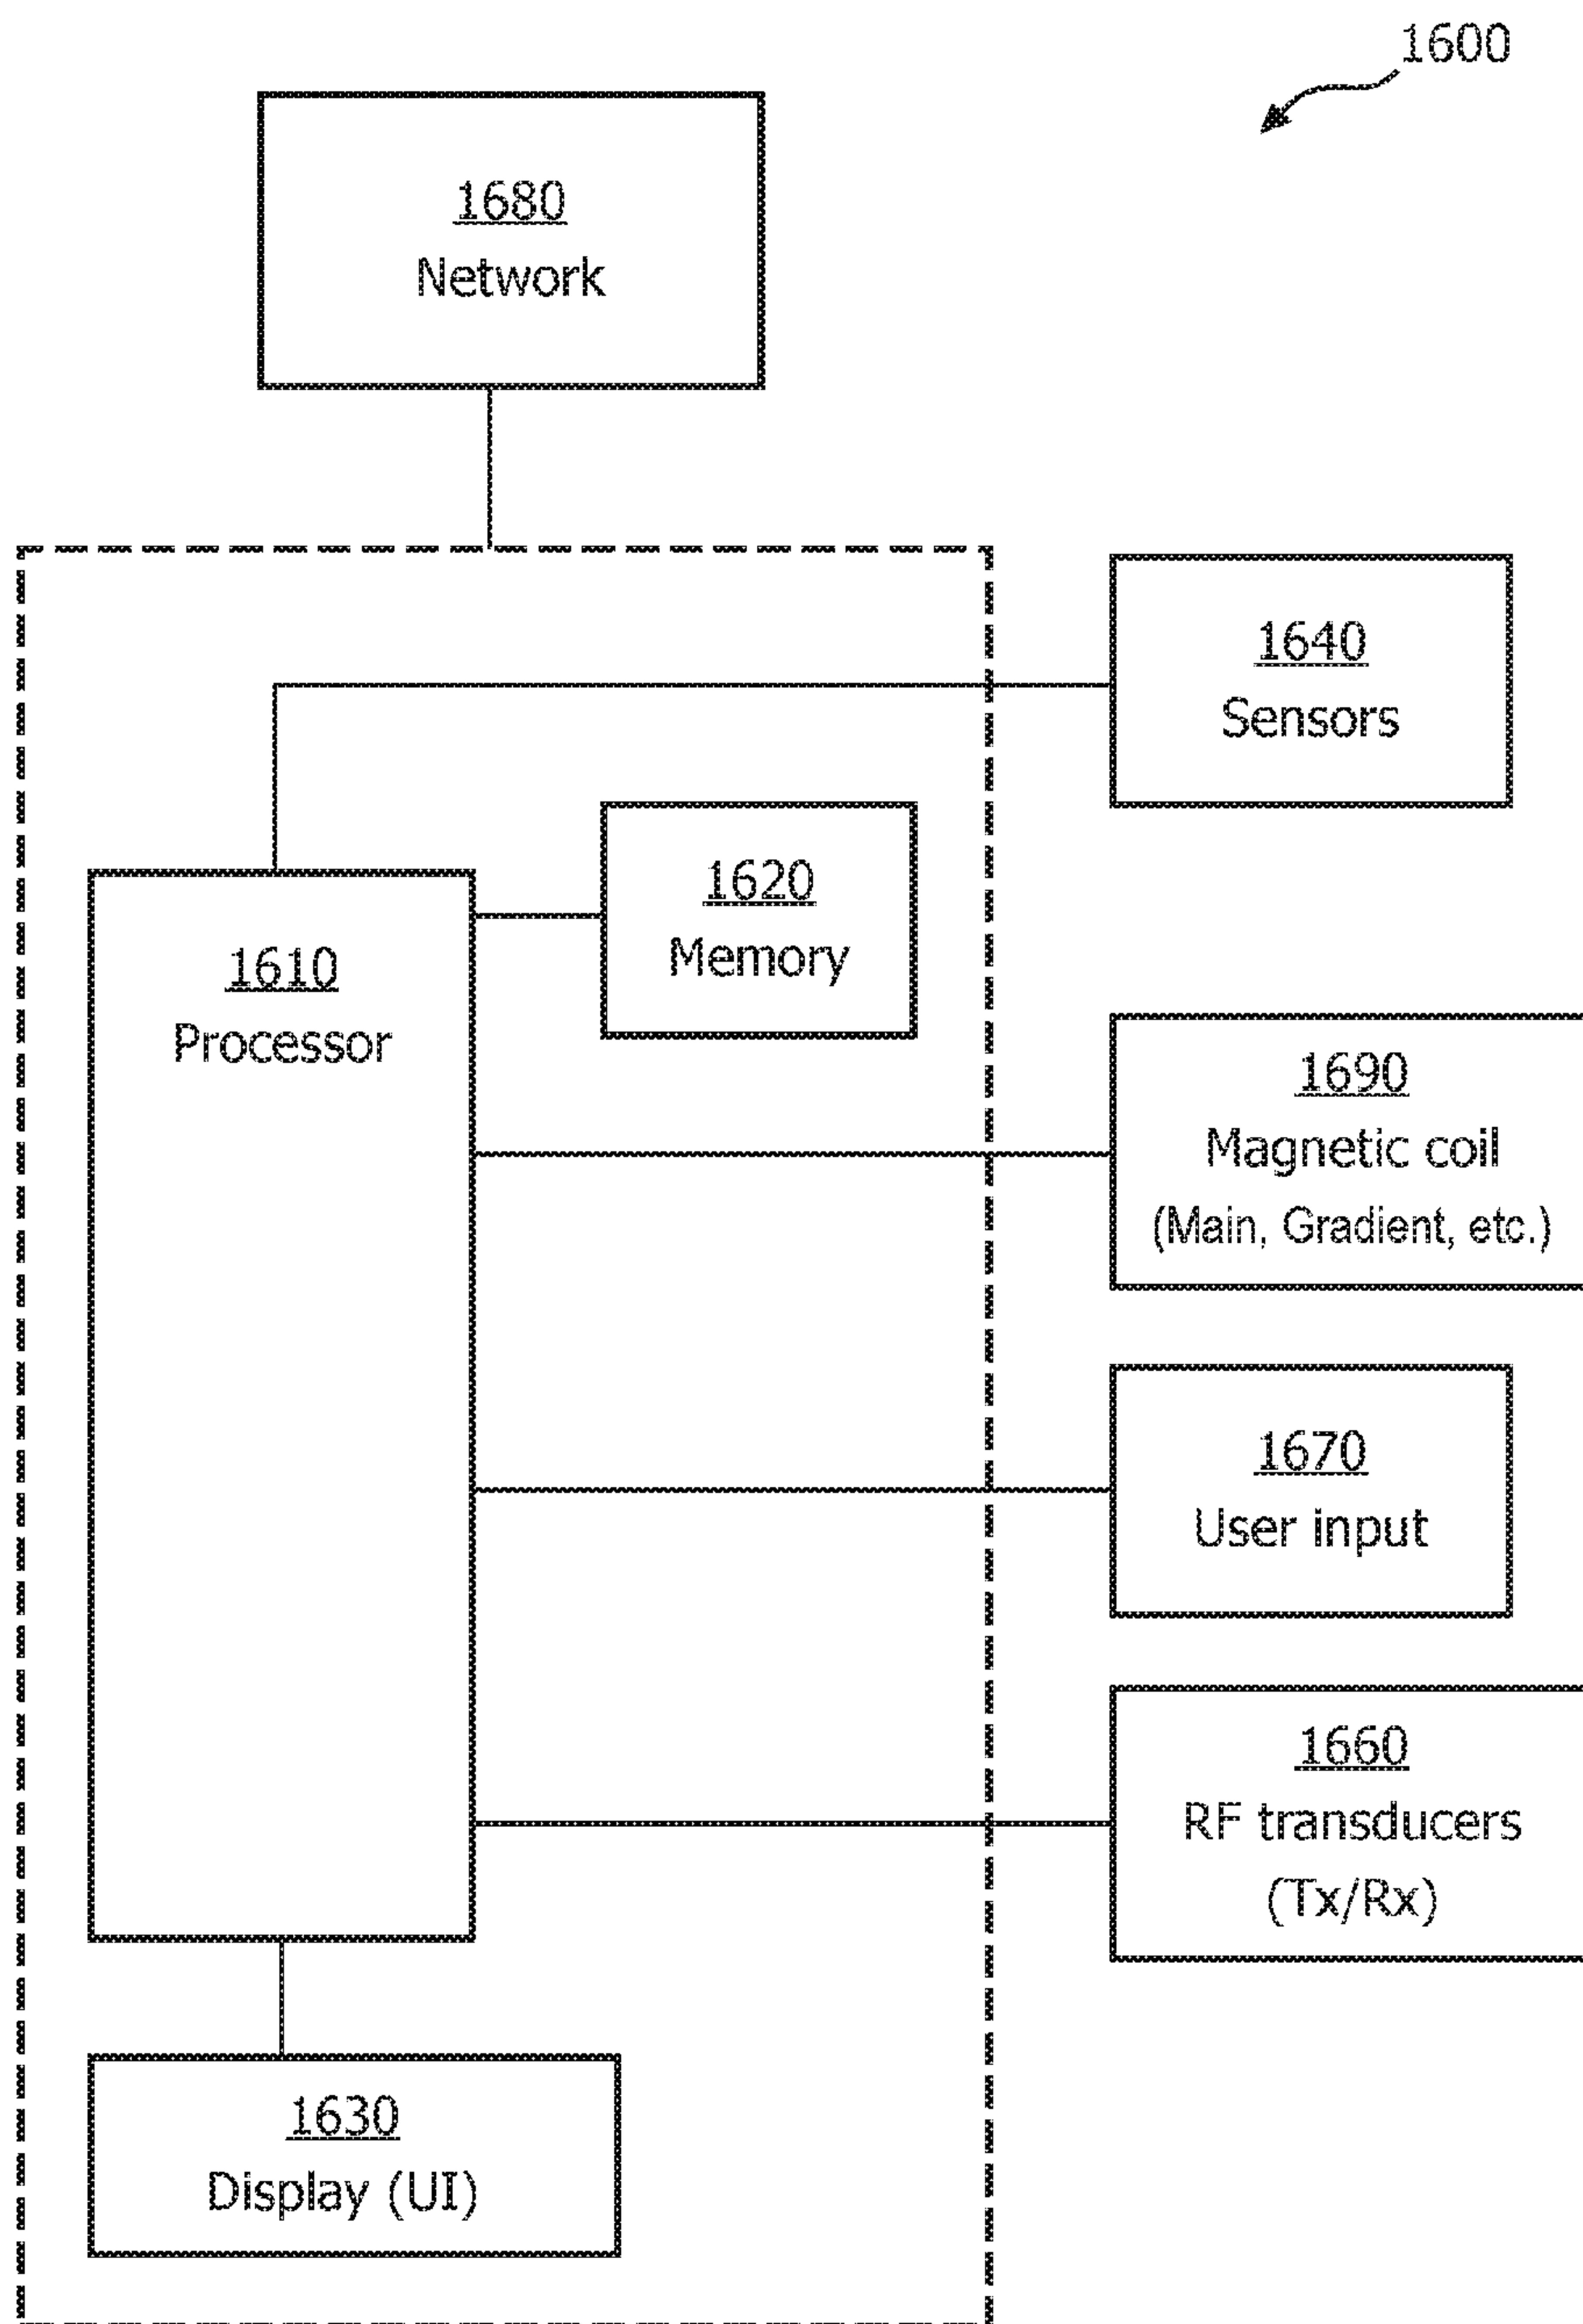 1600
1680
Network
1640
Sensors
1620
Memory
1610
Processor
1690
Magnetic coil
(Main, Gradient, etc.)
1670
User input
1660
RF transducers
(Tx/Rx)
1630
Display (UI)